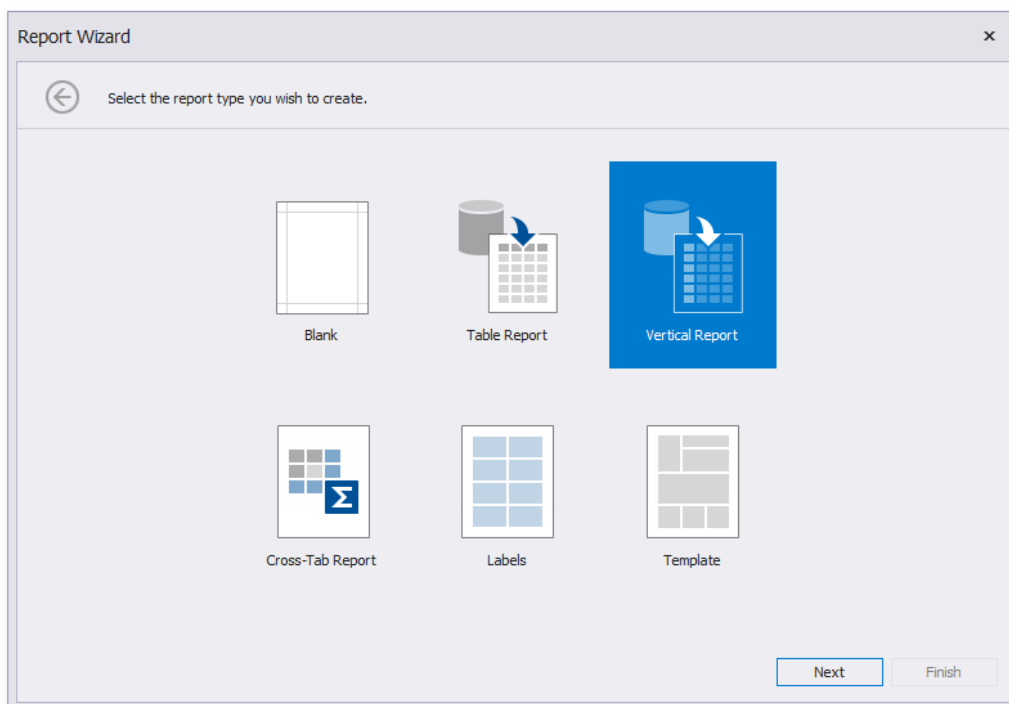 Report Wizard
Select the report type you wish to create.
Blank
Table Report
Vertical Report
Cross-Tab Report
Labels
Template
Next
Finish